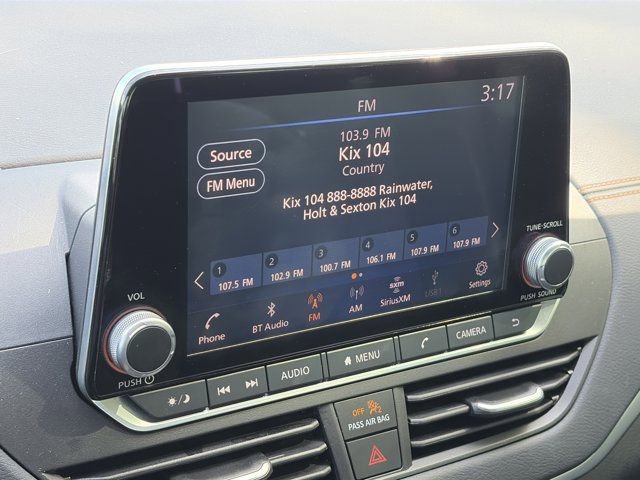 FM
3:17
103.9 FM
Kix 104
Country
Source
FM Menu
Kix 104 888-8888 Rainwater,
Holt & Sexton Kix 104
1 2 3 4 5 6
107.5 FM 102.9 FM 100.7 FM 106.1 FM 107.9 FM 107.9 FM
Phone BT Audio FM AM SiriusXM USB1 Settings
sxm
VOL
PUSH
TUNE·SCROLL
PUSH SOUND
AUDIO
MENU
CAMERA
OFF 2
PASS AIR BAG